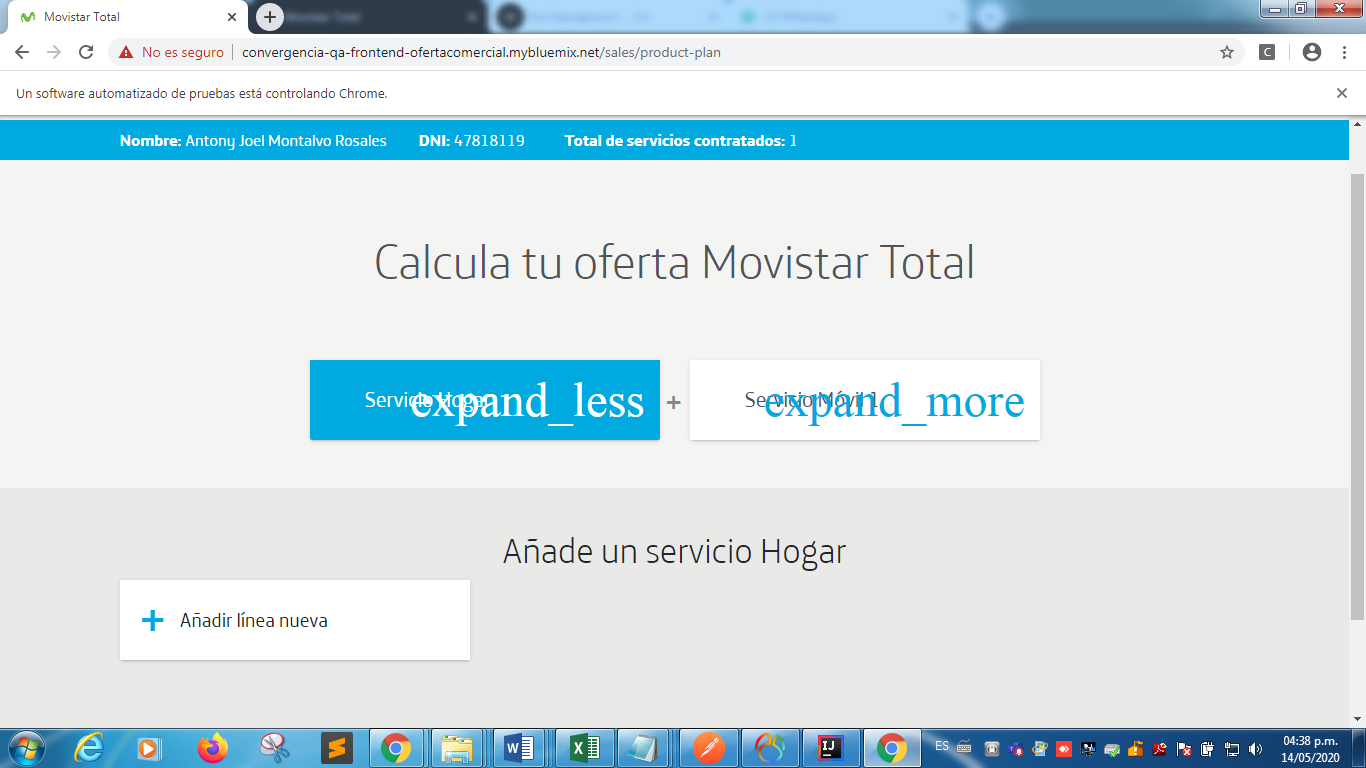 Movistar Total
Movistar Total
No es seguro
convergencia-qa-frontend-ofertacomercial.mybluemix.net/sales/product-plan
C
Un software automatizado de pruebas está controlando Chrome.
Nombre: Antony Joel Montalvo Rosales DNI: 47818119 Total de servicios contratados: 1
Calcula tu oferta Movistar Total
Servicio Hogar
expand_less
+
Servicio Móvil 1
expand_more
Añade un servicio Hogar
+ Añadir línea nueva
ES
04:38 p.m.
14/05/2020